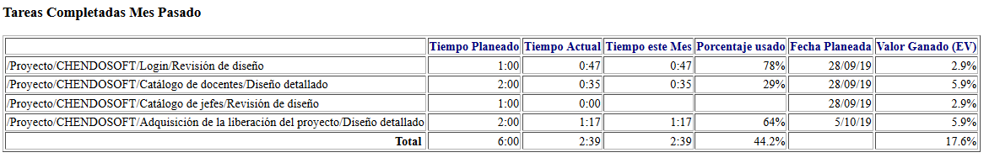 Tareas Completadas Mes Pasado
Tiempo Planeado Tiempo Actual Tiempo este Mes Porcentaje usado Fecha Planeada Valor Ganado (EV)
/Proyecto/CHENDOSOFT/Login/Revisión de diseño 1:00 0:47 0:47 78% 28/09/19 2.9%
/Proyecto/CHENDOSOFT/Catálogo de docentes/Diseño detallado 2:00 0:35 0:35 29% 28/09/19 5.9%
/Proyecto/CHENDOSOFT/Catálogo de jefes/Revisión de diseño 1:00 0:00 28/09/19 2.9%
/Proyecto/CHENDOSOFT/Adquisición de la liberación del proyecto/Diseño detallado 2:00 1:17 1:17 64% 5/10/19 5.9%
Total 6:00 2:39 2:39 44.2% 17.6%